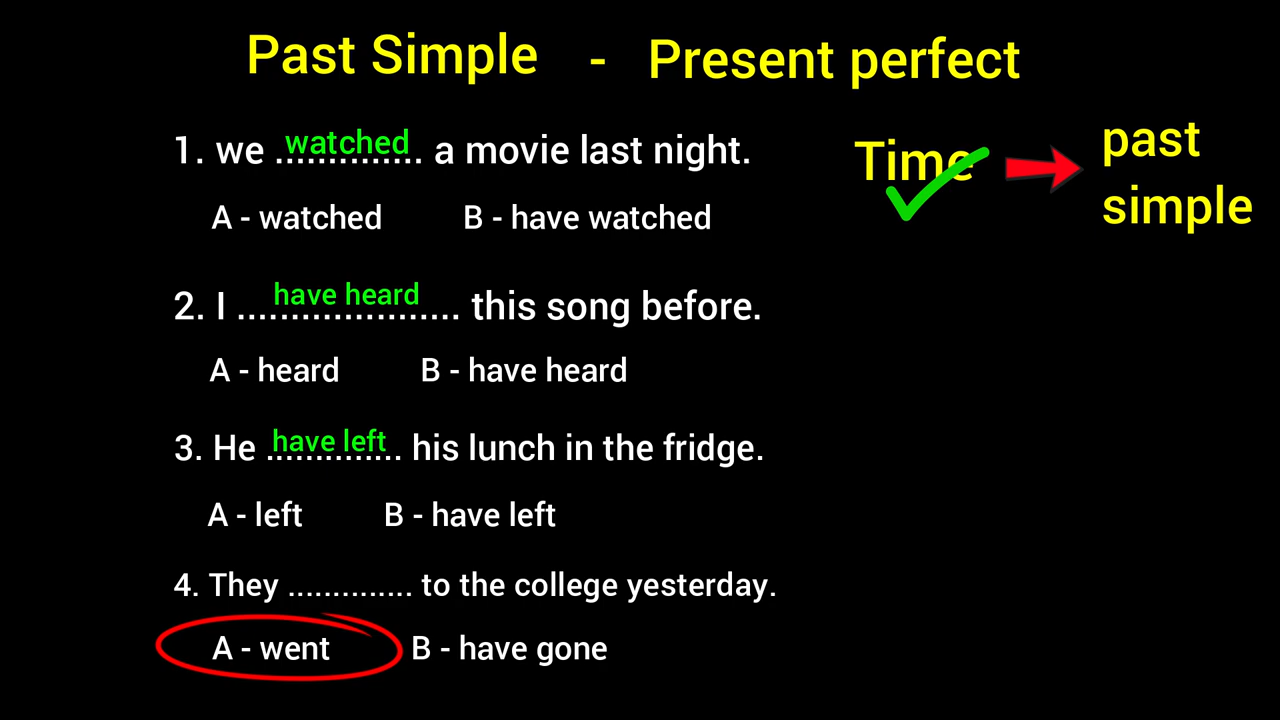 Past Simple - Present perfect
1. we watched a movie last night.
A - watched B - have watched
Time
past
simple
2. I have heard this song before.
A - heard B - have heard
3. He have left his lunch in the fridge.
A - left B - have left
4. They ............. to the college yesterday.
A - went B - have gone